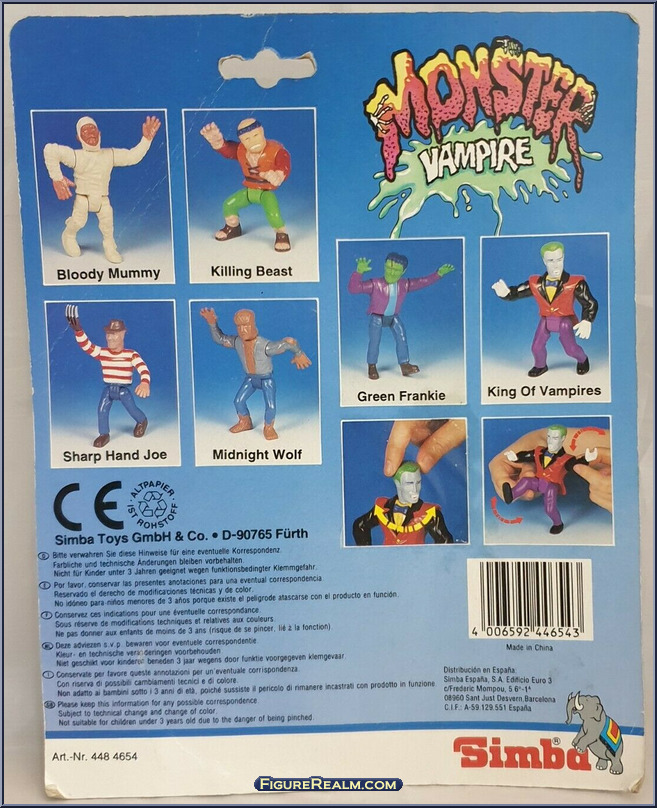 MONSTER
VAMPIRE
Bloody Mummy
Killing Beast
Green Frankie
King Of Vampires
Sharp Hand Joe
Midnight Wolf
CE
ALTPAPIER
IST ROHSTOFF
Simba Toys GmbH & Co. • D-90765 Fürth
D Bitte verwahren Sie diese Hinweise für eine eventuelle Korrespondenz.
Farbliche und technische Änderungen bleiben vorbehalten.
Nicht für Kinder unter 3 Jahren geeignet wegen funktionsbedingter Klemmgefahr.
E Por favor, conservar las presentes anotaciones para una eventual correspondencia.
Reservado el derecho de modificaciones técnicas y de color.
No idóneo para niños menores de 3 años porque existe el peligrode atascarse con el producto en función.
F Conservez ces indications pour une éventuelle correspondance.
Sous réserve de modifications techniques et relatives aux couleurs.
Ne pas donner aux enfants de moins de 3 ans (risque de se pincer, lié à la fonction).
Deze adviezen s.v.p. bewaren voor eventuele correspondentie.
Kleur- en technische veranderingen voorbehouden
Niet geschikt voor kinderen beneden 3 jaar wegens door funktie voorgegeven klemgevaar.
I Conservate per favore queste annotazioni per un'eventuale corrispondenza.
Con riserva di possibili cambiamenti tecnici e di colore.
Non adatto ai bambini sotto i 3 anni di età, poiché sussiste il pericolo di rimanere incastrati con prodotto in funzione.
GB Please keep this information for any possible correspondence.
Subject to technical change and change of color.
Not suitable for children under 3 years old due to the danger of being pinched.
4 006592 446543
Made in China
Distribución en España:
Simba España, S.A. Edificio Euro 3
c/Frederic Mompou, 5 6º-1ª
08960 Sant Just Desvern, Barcelona
C.I.F.: A-59.129.551 España
Simba®
Art.-Nr. 448 4654
FIGUREREALM.COM